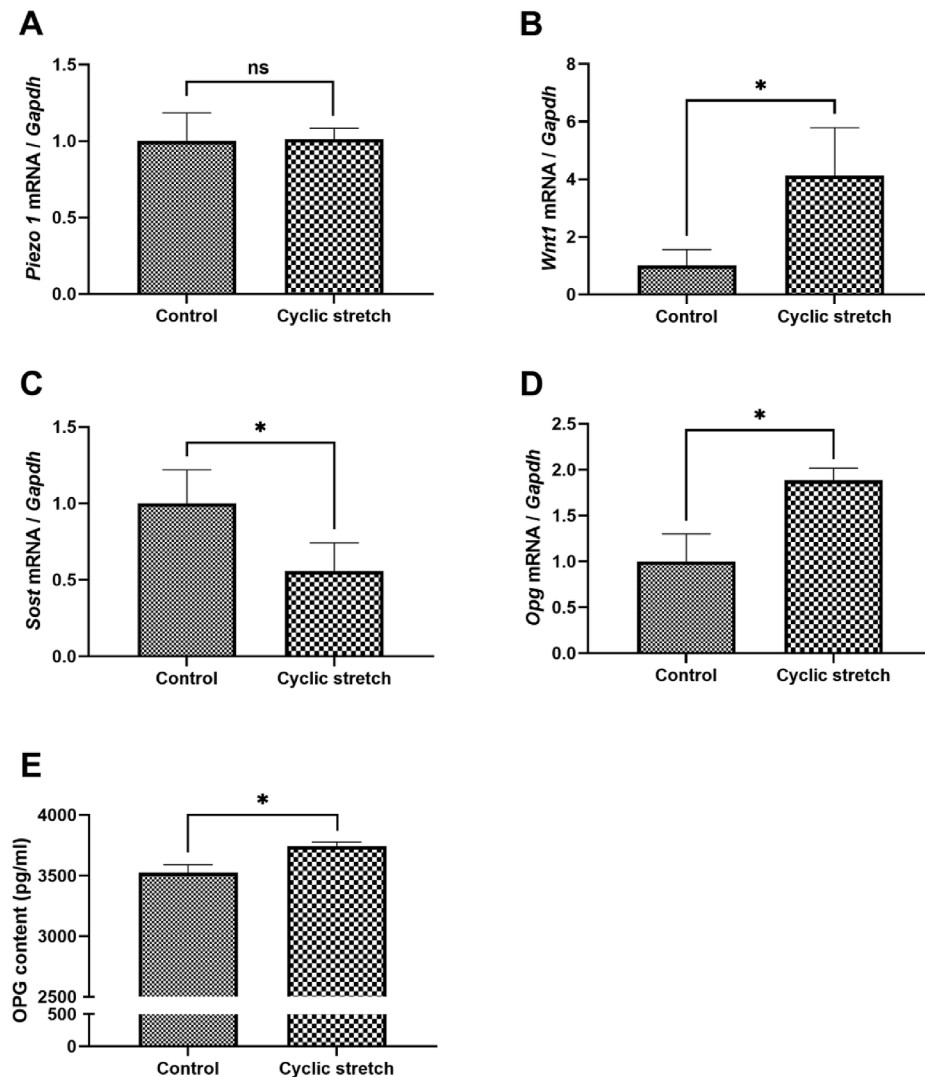 A
Piezo 1 mRNA / Gapdh
1.5
1.0
0.5
0.0
ns
Control
Cyclic stretch
B
Wnt1 mRNA / Gapdh
8
6
4
2
0
*
Control
Cyclic stretch
C
Sost mRNA / Gapdh
1.5
1.0
0.5
0.0
*
Control
Cyclic stretch
D
Opg mRNA / Gapdh
2.5
2.0
1.5
1.0
0.5
0.0
*
Control
Cyclic stretch
E
OPG content (pg/ml)
4000
3500
3000
2500
500
0
*
Control
Cyclic stretch